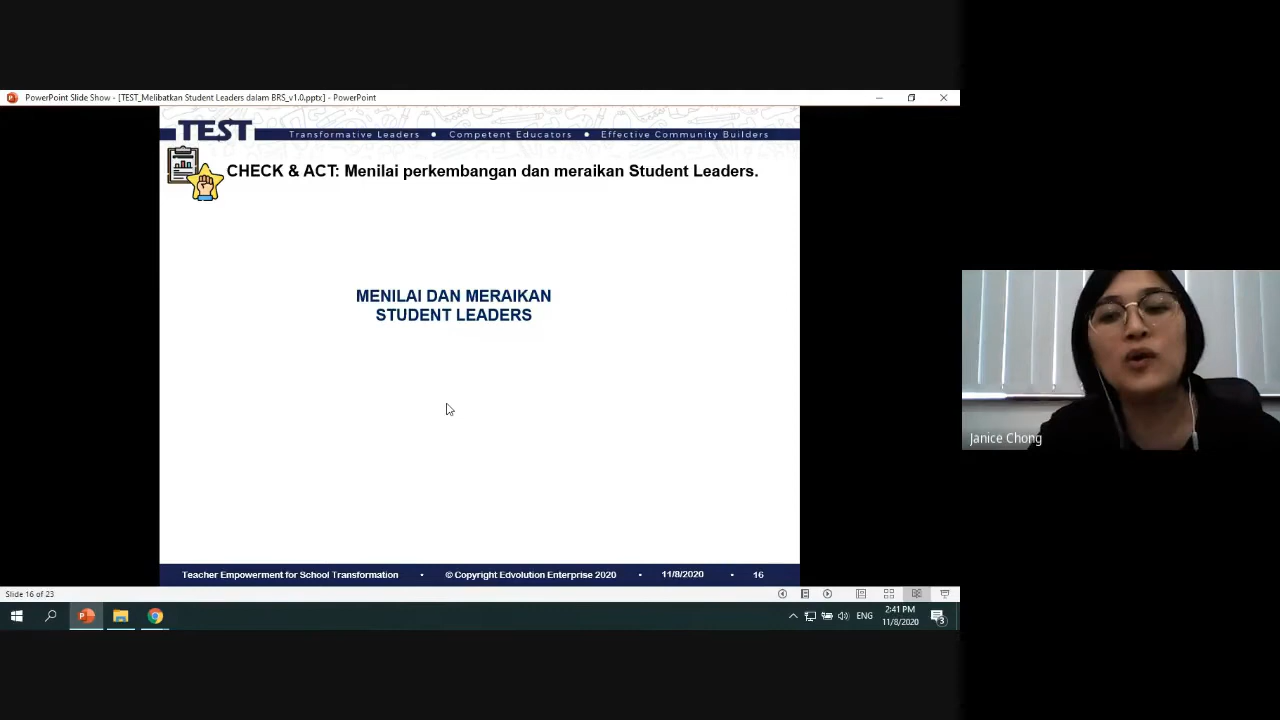 PowerPoint Slide Show - [TEST_Melibatkan Student Leaders dalam BRS_v1.0.pptx] - PowerPoint
TEST
Transformative Leaders • Competent Educators • Effective Community Builders
CHECK & ACT: Menilai perkembangan dan meraikan Student Leaders.
MENILAI DAN MERAIKAN
STUDENT LEADERS
Janice Chong
Teacher Empowerment for School Transformation • © Copyright Edvolution Enterprise 2020 • 11/8/2020 • 16
Slide 16 of 23
ENG
2:41 PM
11/8/2020
3